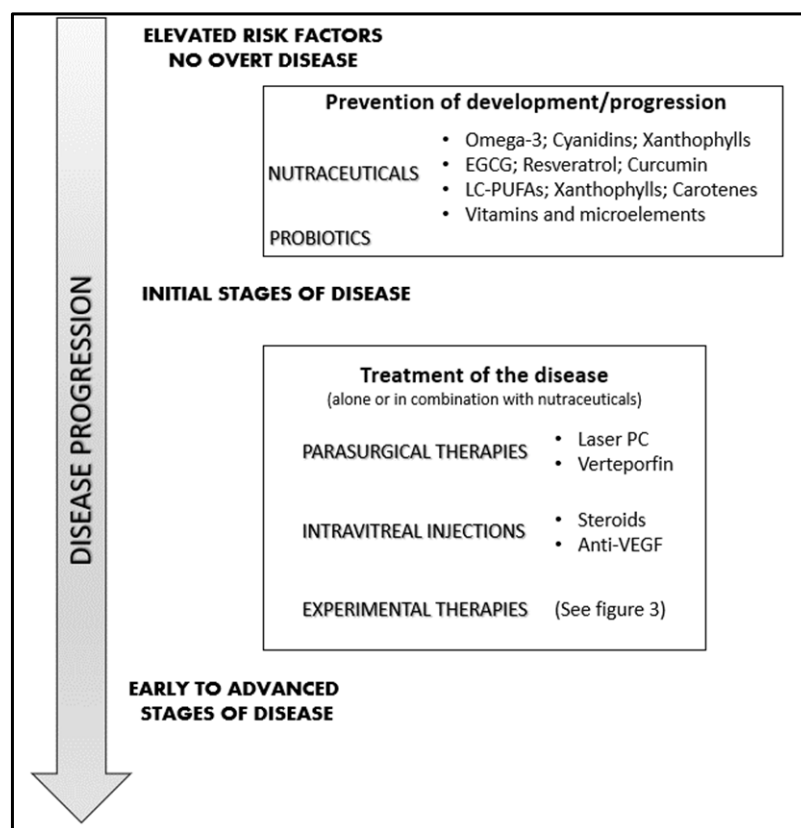 ELEVATED RISK FACTORS
NO OVERT DISEASE
Prevention of development/progression
NUTRACEUTICALS
• Omega-3; Cyanidins; Xanthophylls
• EGCG; Resveratrol; Curcumin
• LC-PUFAs; Xanthophylls; Carotenes
• Vitamins and microelements
PROBIOTICS
INITIAL STAGES OF DISEASE
Treatment of the disease
(alone or in combination with nutraceuticals)
PARASURGICAL THERAPIES
• Laser PC
• Verteporfin
INTRAVITREAL INJECTIONS
• Steroids
• Anti-VEGF
EXPERIMENTAL THERAPIES (See figure 3)
EARLY TO ADVANCED
STAGES OF DISEASE
DISEASE PROGRESSION